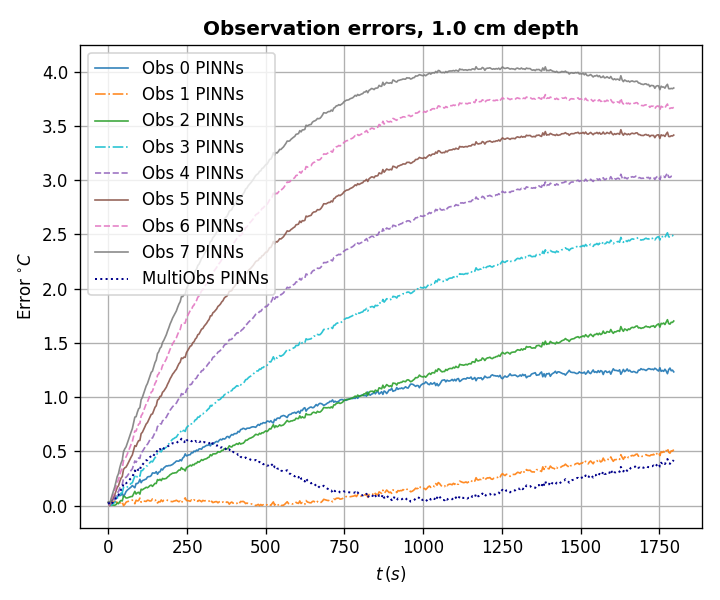 Observation errors, 1.0 cm depth
Obs 0 PINNs
Obs 1 PINNs
Obs 2 PINNs
Obs 3 PINNs
Obs 4 PINNs
Obs 5 PINNs
Obs 6 PINNs
Obs 7 PINNs
MultiObs PINNs
Error °C
4.0
3.5
3.0
2.5
2.0
1.5
1.0
0.5
0.0
0 250 500 750 1000 1250 1500 1750
t (s)